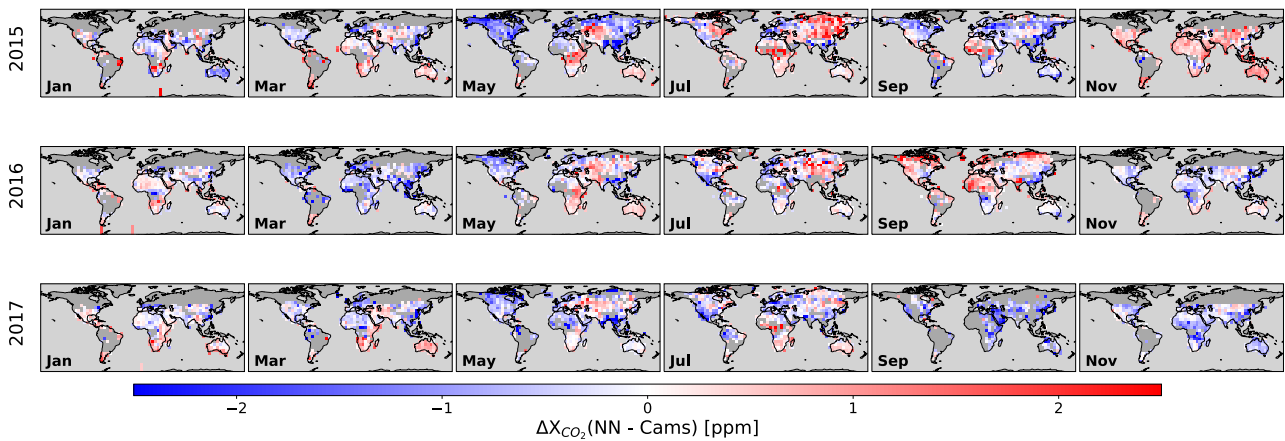 2015
Jan Mar May Jul Sep Nov
2016
Jan Mar May Jul Sep Nov
2017
Jan Mar May Jul Sep Nov
−2 −1 0 1 2
ΔX_{CO_2}(NN - Cams) [ppm]